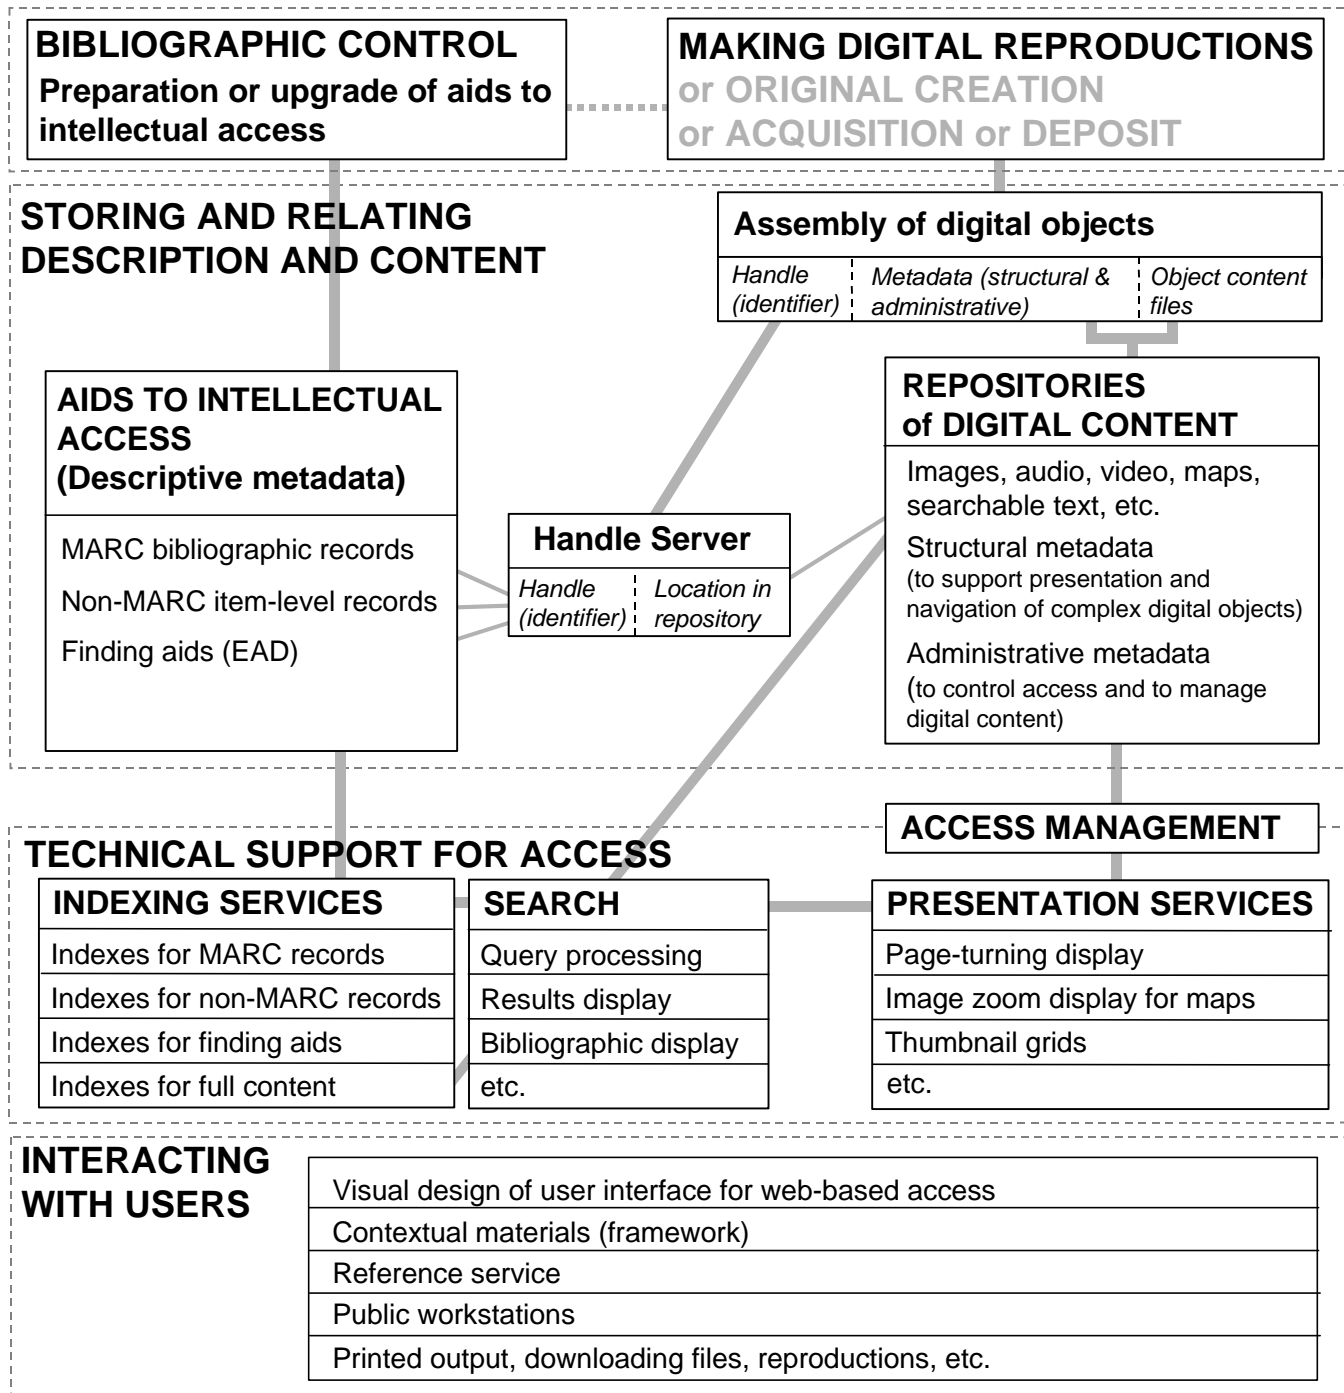 BIBLIOGRAPHIC CONTROL
Preparation or upgrade of aids to
intellectual access
MAKING DIGITAL REPRODUCTIONS
or ORIGINAL CREATION
or ACQUISITION or DEPOSIT
STORING AND RELATING
DESCRIPTION AND CONTENT
Assembly of digital objects
Handle
(identifier)
Metadata (structural &
administrative)
Object content
files
AIDS TO INTELLECTUAL
ACCESS
(Descriptive metadata)
MARC bibliographic records
Non-MARC item-level records
Finding aids (EAD)
Handle Server
Handle
(identifier)
Location in
repository
REPOSITORIES
of DIGITAL CONTENT
Images, audio, video, maps,
searchable text, etc.
Structural metadata
(to support presentation and
navigation of complex digital objects)
Administrative metadata
(to control access and to manage
digital content)
ACCESS MANAGEMENT
TECHNICAL SUPPORT FOR ACCESS
INDEXING SERVICES
Indexes for MARC records
Indexes for non-MARC records
Indexes for finding aids
Indexes for full content
SEARCH
Query processing
Results display
Bibliographic display
etc.
PRESENTATION SERVICES
Page-turning display
Image zoom display for maps
Thumbnail grids
etc.
INTERACTING
WITH USERS
Visual design of user interface for web-based access
Contextual materials (framework)
Reference service
Public workstations
Printed output, downloading files, reproductions, etc.